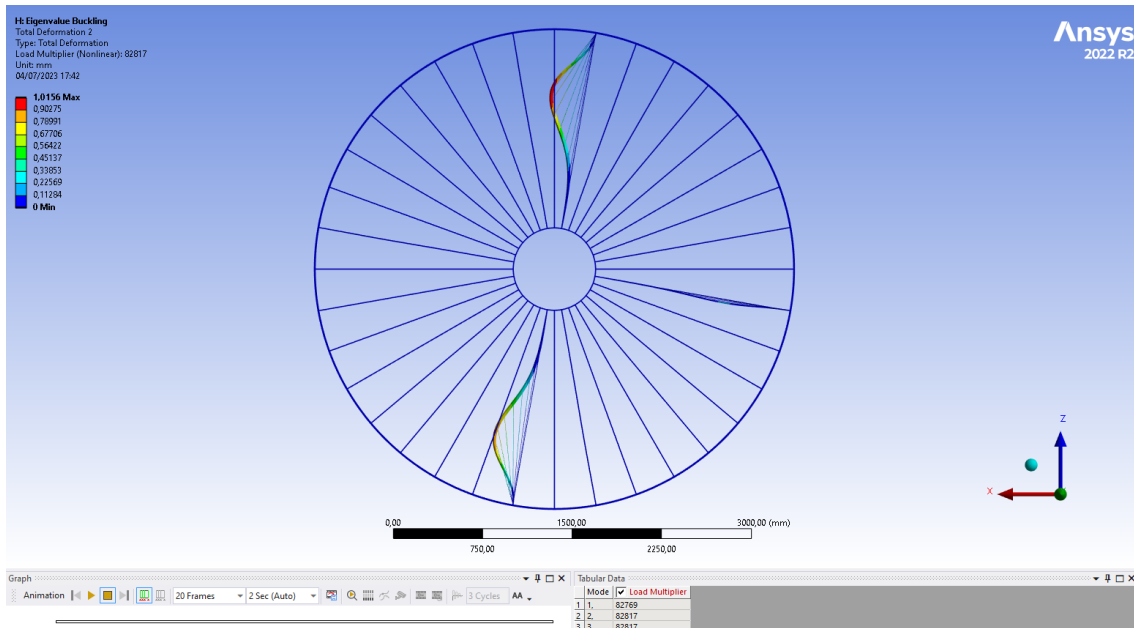 H: Eigenvalue Buckling
Total Deformation 2
Type: Total Deformation
Load Multiplier (Nonlinear): 82817
Unit: mm
04/07/2023 17:42
1,0156 Max
0,90275
0,78991
0,67706
0,56422
0,45137
0,33853
0,22569
0,11284
0 Min
Ansys
2022 R2
Z
X
0,00 1500,00 3000,00 (mm)
750,00 2250,00
Graph
Animation 20 Frames 2 Sec (Auto) 3 Cycles AA
Tabular Data
Mode Load Multiplier
1 1, 82769
2 2, 82817
3 3, 82817